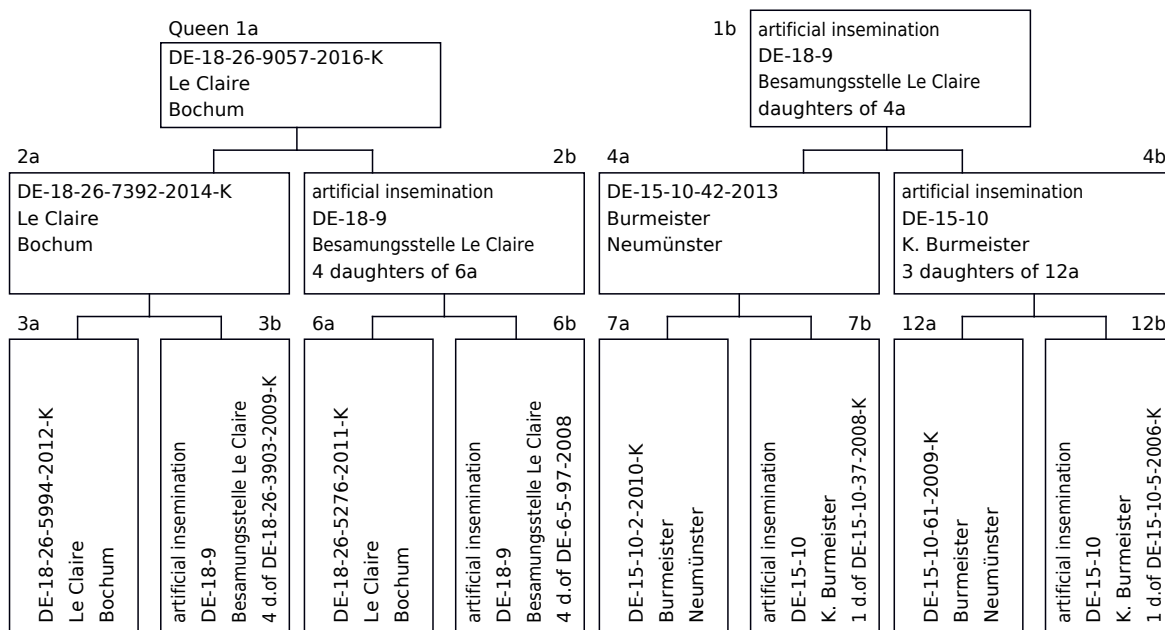 Queen 1a
DE-18-26-9057-2016-K
Le Claire
Bochum
1b
artificial insemination
DE-18-9
Besamungsstelle Le Claire
daughters of 4a
2a
DE-18-26-7392-2014-K
Le Claire
Bochum
2b
artificial insemination
DE-18-9
Besamungsstelle Le Claire
4 daughters of 6a
4a
DE-15-10-42-2013
Burmeister
Neumünster
4b
artificial insemination
DE-15-10
K. Burmeister
3 daughters of 12a
3a
DE-18-26-5994-2012-K
Le Claire
Bochum
3b
artificial insemination
DE-18-9
Besamungsstelle Le Claire
4 d.of DE-18-26-3903-2009-K
6a
DE-18-26-5276-2011-K
Le Claire
Bochum
6b
artificial insemination
DE-18-9
Besamungsstelle Le Claire
4 d.of DE-6-5-97-2008
7a
DE-15-10-2-2010-K
Burmeister
Neumünster
7b
artificial insemination
DE-15-10
K. Burmeister
1 d.of DE-15-10-37-2008-K
12a
DE-15-10-61-2009-K
Burmeister
Neumünster
12b
artificial insemination
DE-15-10
K. Burmeister
1 d.of DE-15-10-5-2006-K